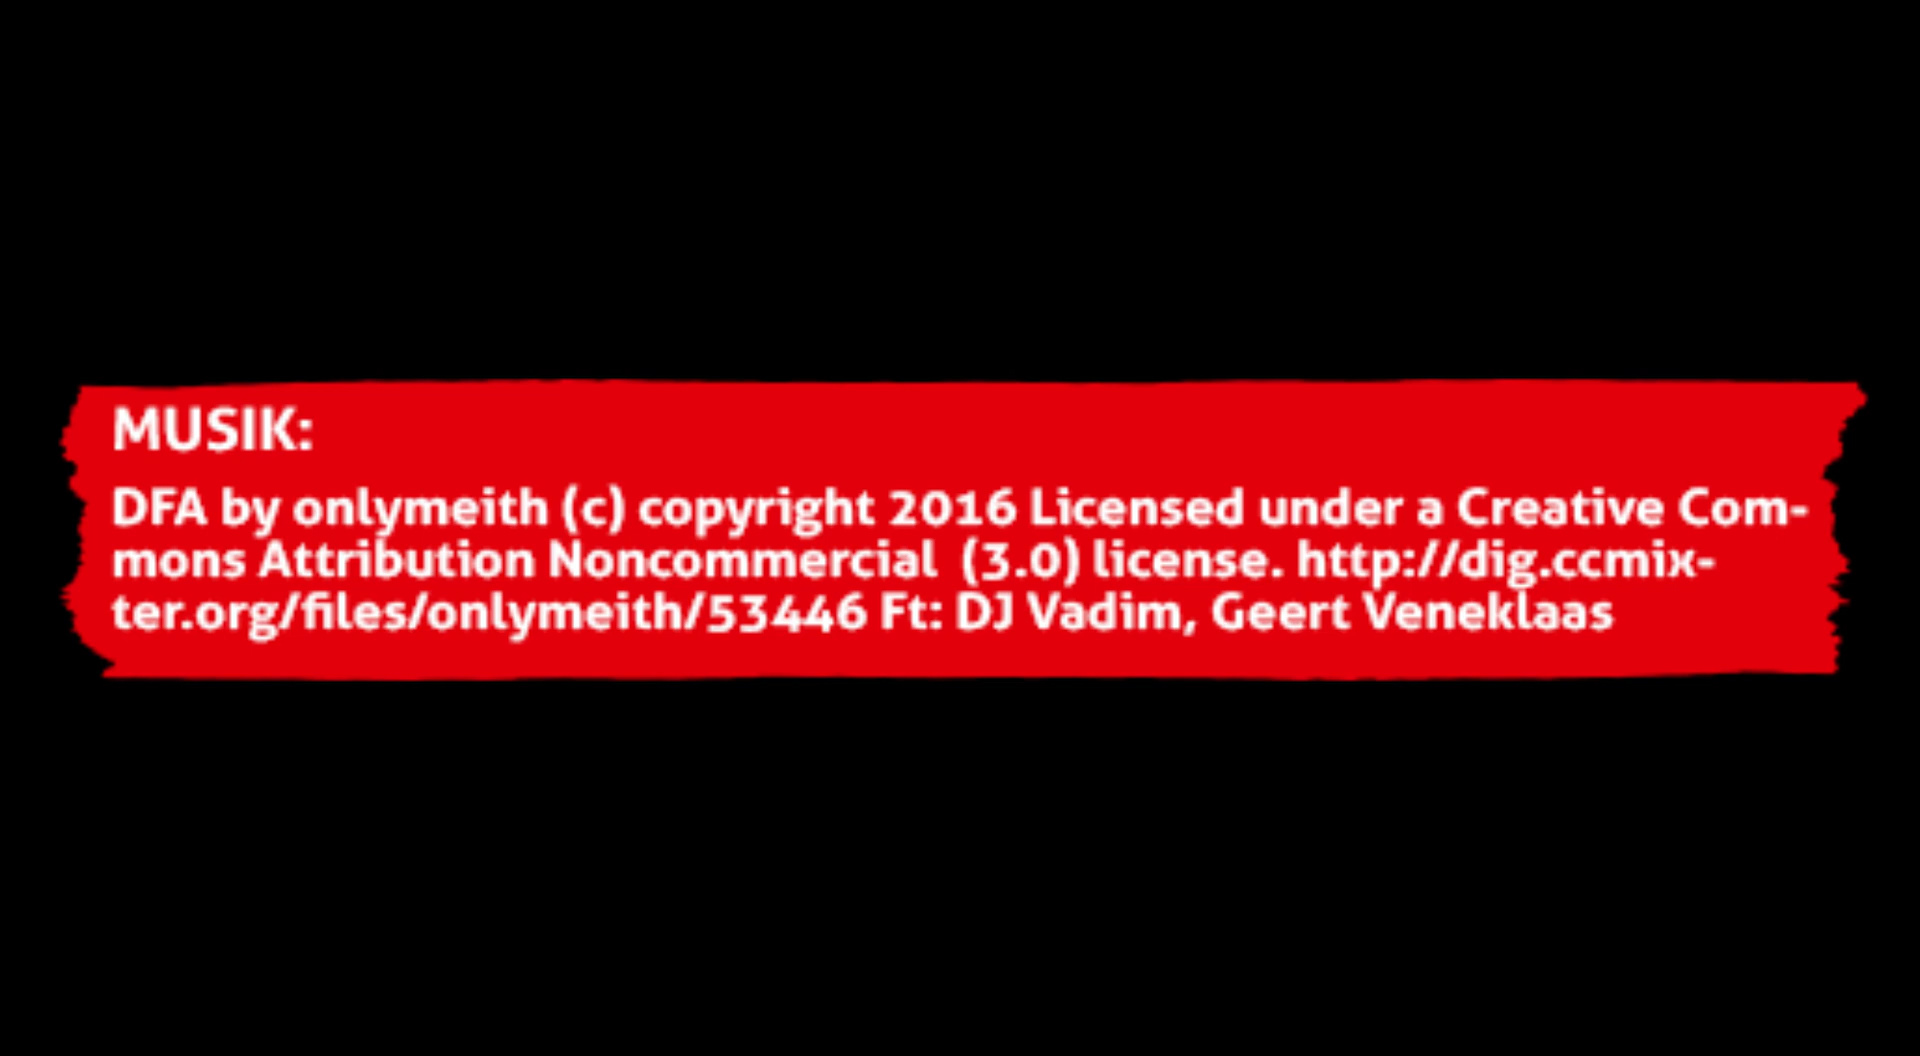 MUSIK:
DFA by onlymeith (c) copyright 2016 Licensed under a Creative Com-
mons Attribution Noncommercial  (3.0) license. http://dig.ccmix-
ter.org/files/onlymeith/53446 Ft: DJ Vadim, Geert Veneklaas